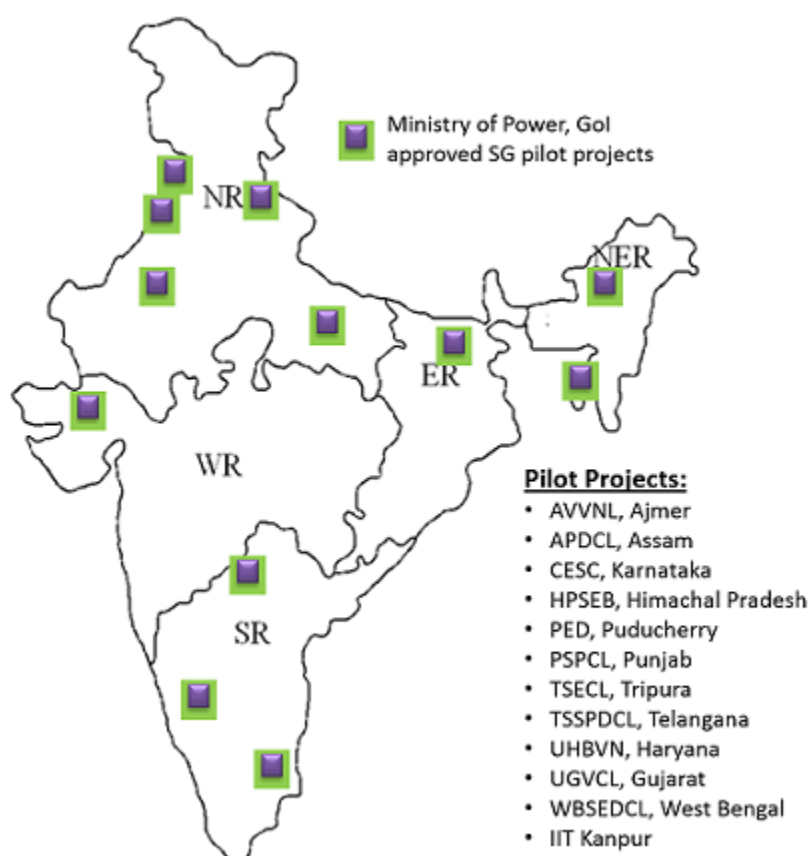 Ministry of Power, GoI
approved SG pilot projects
NR
NER
ER
WR
SR
Pilot Projects:
• AVVNL, Ajmer
• APDCL, Assam
• CESC, Karnataka
• HPSEB, Himachal Pradesh
• PED, Puducherry
• PSPCL, Punjab
• TSECL, Tripura
• TSSPDCL, Telangana
• UHBVN, Haryana
• UGVCL, Gujarat
• WBSEDCL, West Bengal
• IIT Kanpur